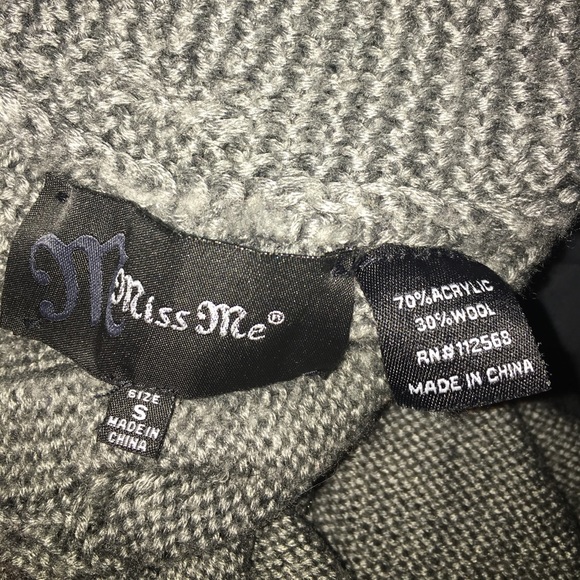 M Miss Me®
SIZE
S
MADE IN
CHINA
70% ACRYLIC
30% WOOL
RN# 112568
MADE IN CHINA